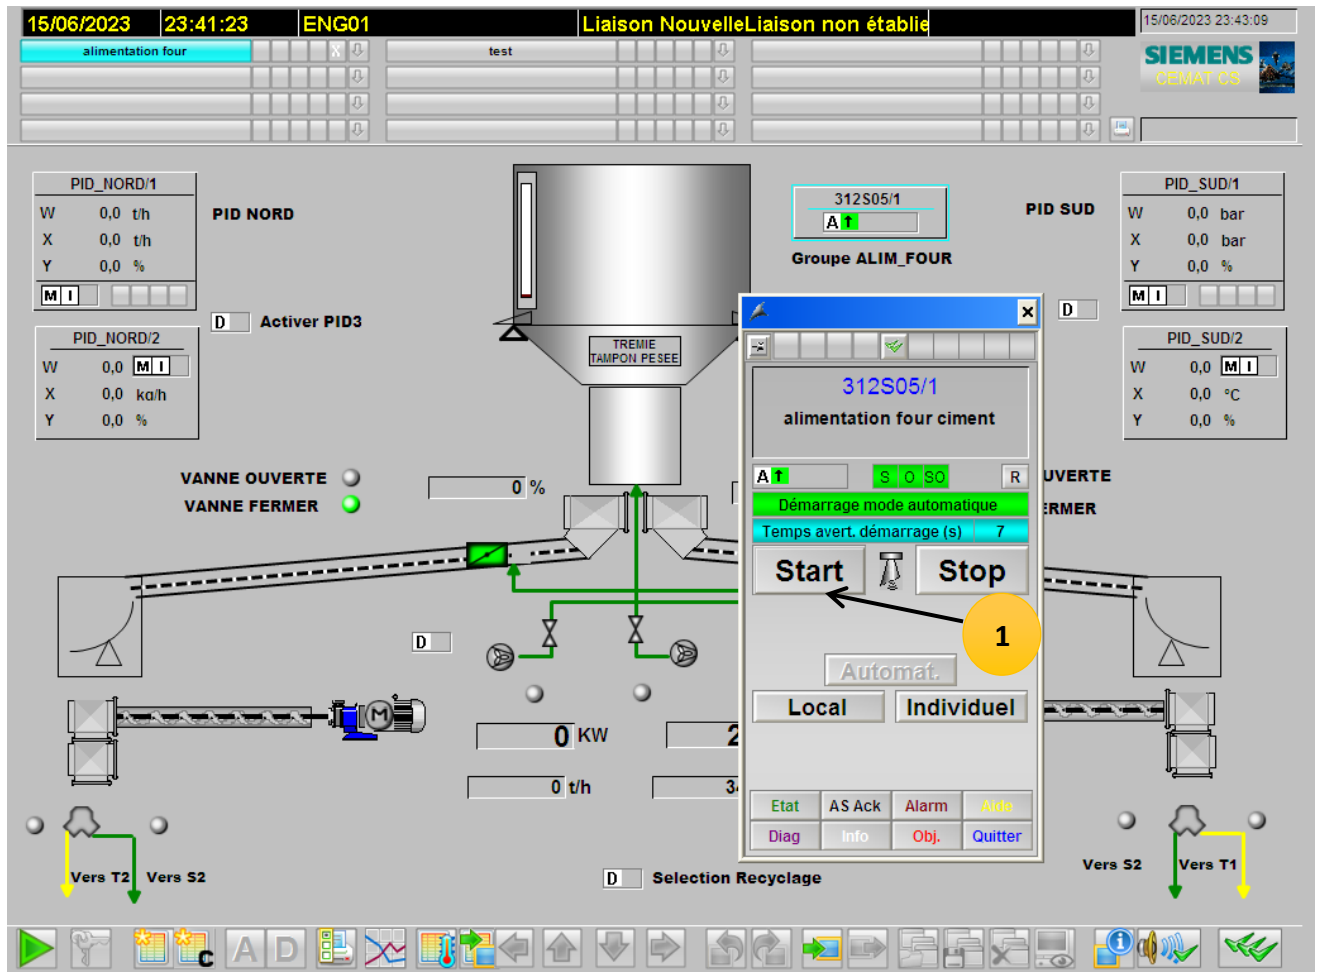 15/06/2023 23:41:23 ENG01 Liaison NouvelleLiaison non établie 15/06/2023 23:43:09
alimentation four X test
SIEMENS
CEMAT CS
PID_NORD/1
W 0,0 t/h
X 0,0 t/h
Y 0,0 %
M I
PID NORD
312S05/1
A
Groupe ALIM_FOUR
PID SUD
PID_SUD/1
W 0,0 bar
X 0,0 bar
Y 0,0 %
M I
D Activer PID3
D
PID_NORD/2
W 0,0 M I
X 0,0 kg/h
Y 0,0 %
TREMIE
TAMPON PESEE
PID_SUD/2
W 0,0 M I
X 0,0 °C
Y 0,0 %
312S05/1
alimentation four ciment
A S O SO R
Démarrage mode automatique
Temps avert. démarrage (s) 7
Start Stop
1
Automat.
Local Individuel
Etat AS Ack Alarm Aide
Diag Info Obj. Quitter
VANNE OUVERTE
VANNE FERMER
0 %
UVERTE
ERMER
D
M
0 KW
2
0 t/h
34
Vers T2 Vers S2
D Selection Recyclage
Vers S2 Vers T1
C A D